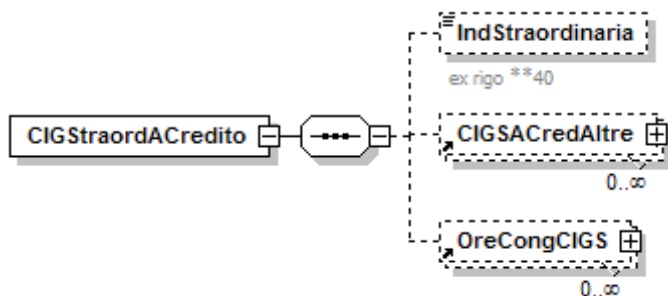 IndStraordinaria
ex rigo **40
CIGStraordACredito
CIGSACredAltre
0..∞
OreCongCIGS
0..∞